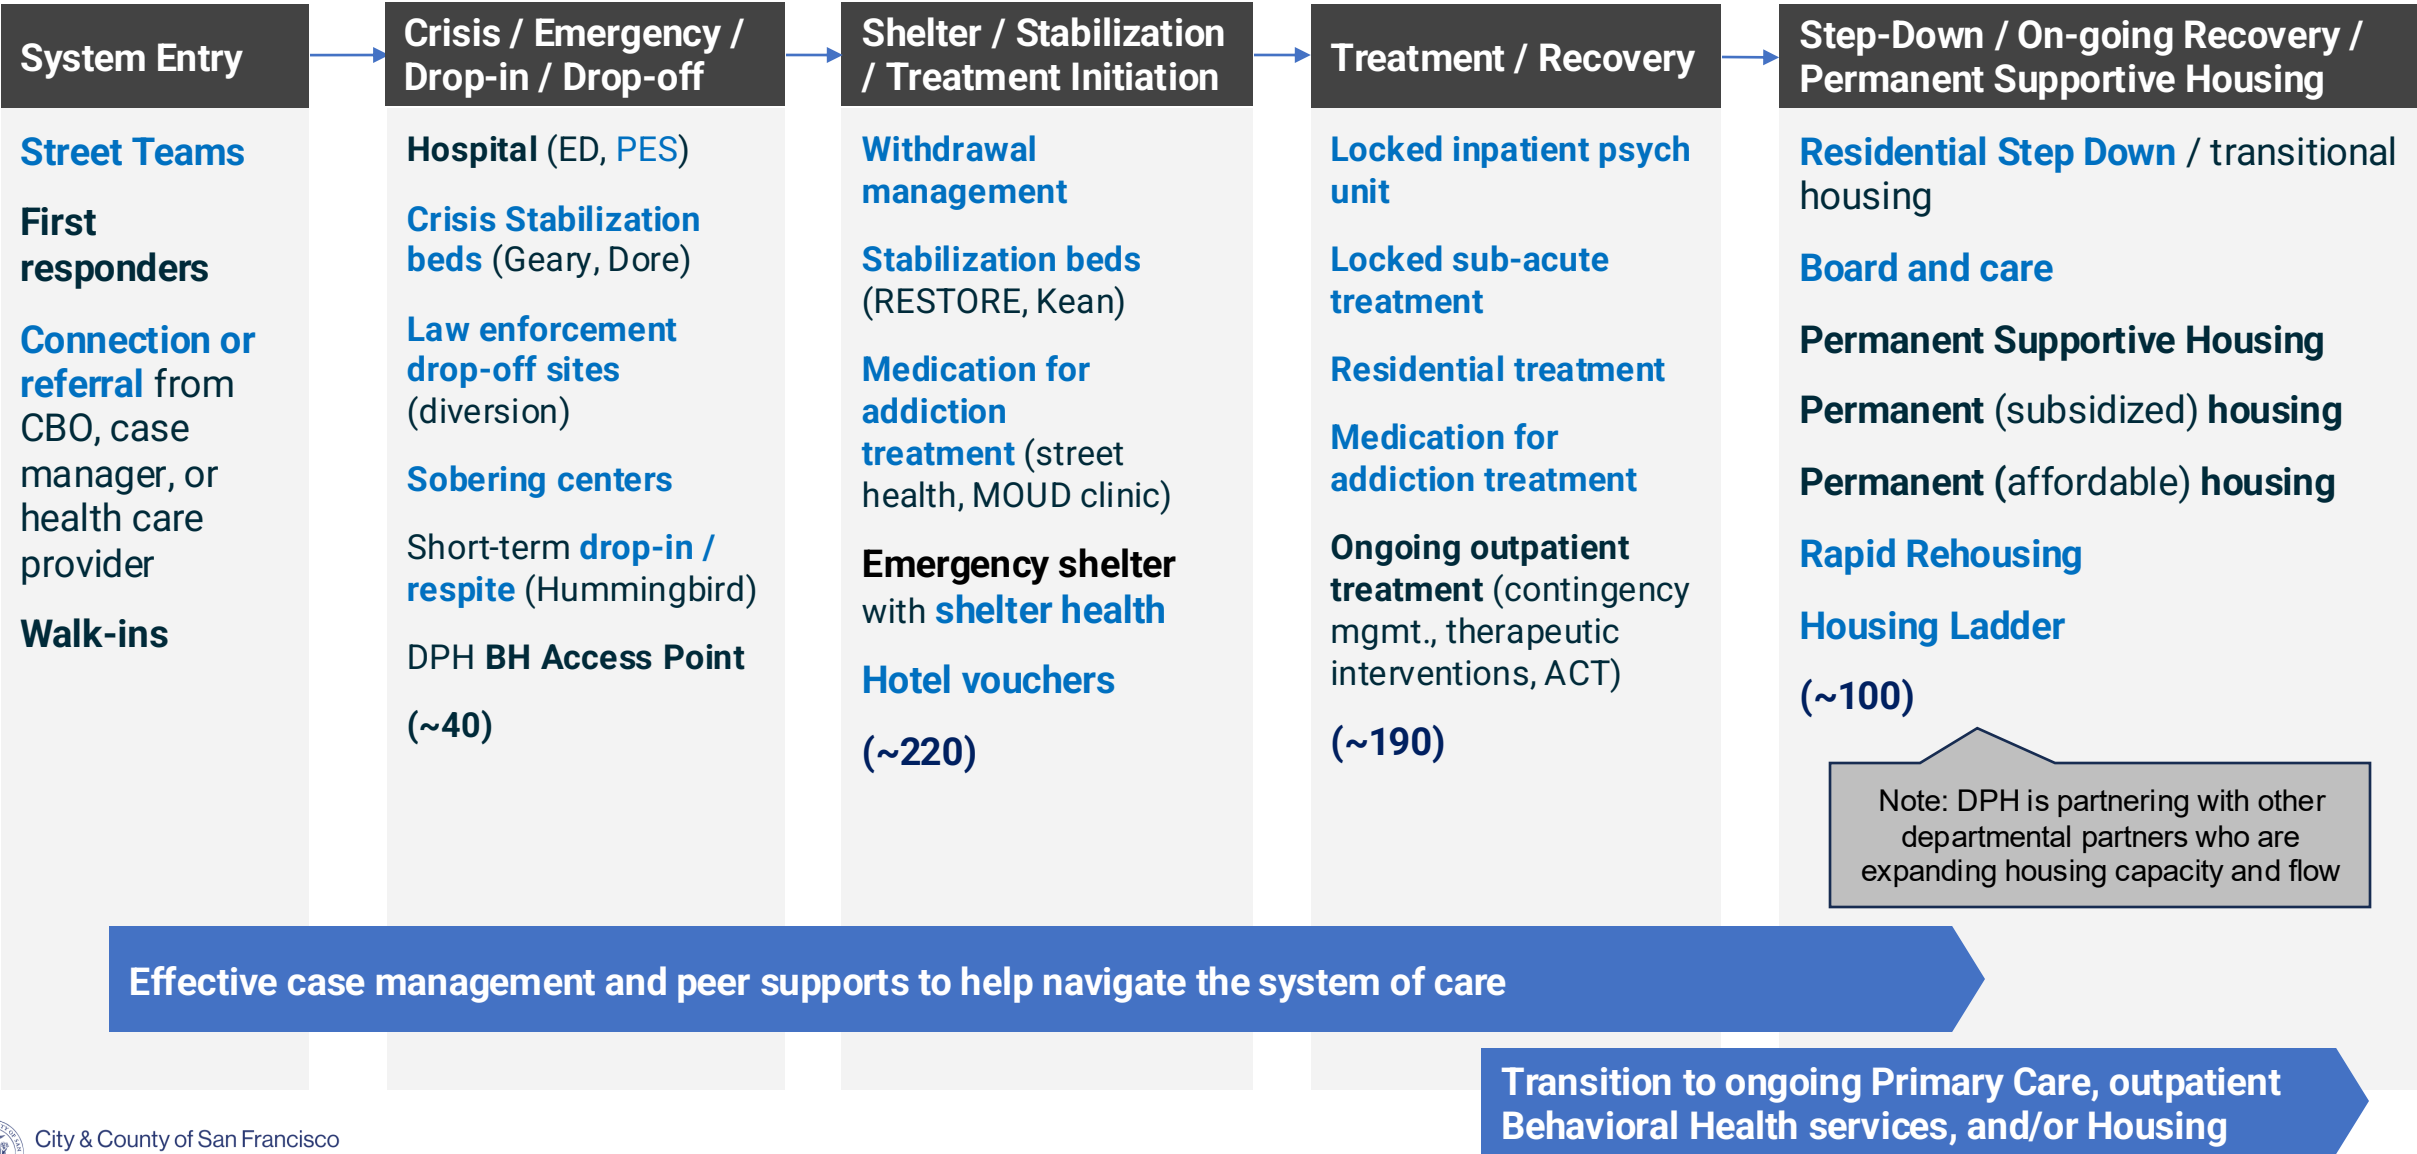 System Entry
Street Teams
First
responders
Connection or
referral from
CBO, case
manager, or
health care
provider
Walk-ins
Crisis / Emergency /
Drop-in / Drop-off
Hospital (ED, PES)
Crisis Stabilization
beds (Geary, Dore)
Law enforcement
drop-off sites
(diversion)
Sobering centers
Short-term drop-in /
respite (Hummingbird)
DPH BH Access Point
(~40)
Shelter / Stabilization
/ Treatment Initiation
Withdrawal
management
Stabilization beds
(RESTORE, Kean)
Medication for
addiction
treatment (street
health, MOUD clinic)
Emergency shelter
with shelter health
Hotel vouchers
(~220)
Treatment / Recovery
Locked inpatient psych
unit
Locked sub-acute
treatment
Residential treatment
Medication for
addiction treatment
Ongoing outpatient
treatment (contingency
mgmt., therapeutic
interventions, ACT)
(~190)
Step-Down / On-going Recovery /
Permanent Supportive Housing
Residential Step Down / transitional
housing
Board and care
Permanent Supportive Housing
Permanent (subsidized) housing
Permanent (affordable) housing
Rapid Rehousing
Housing Ladder
(~100)
Note: DPH is partnering with other
departmental partners who are
expanding housing capacity and flow
Effective case management and peer supports to help navigate the system of care
Transition to ongoing Primary Care, outpatient
Behavioral Health services, and/or Housing
City & County of San Francisco